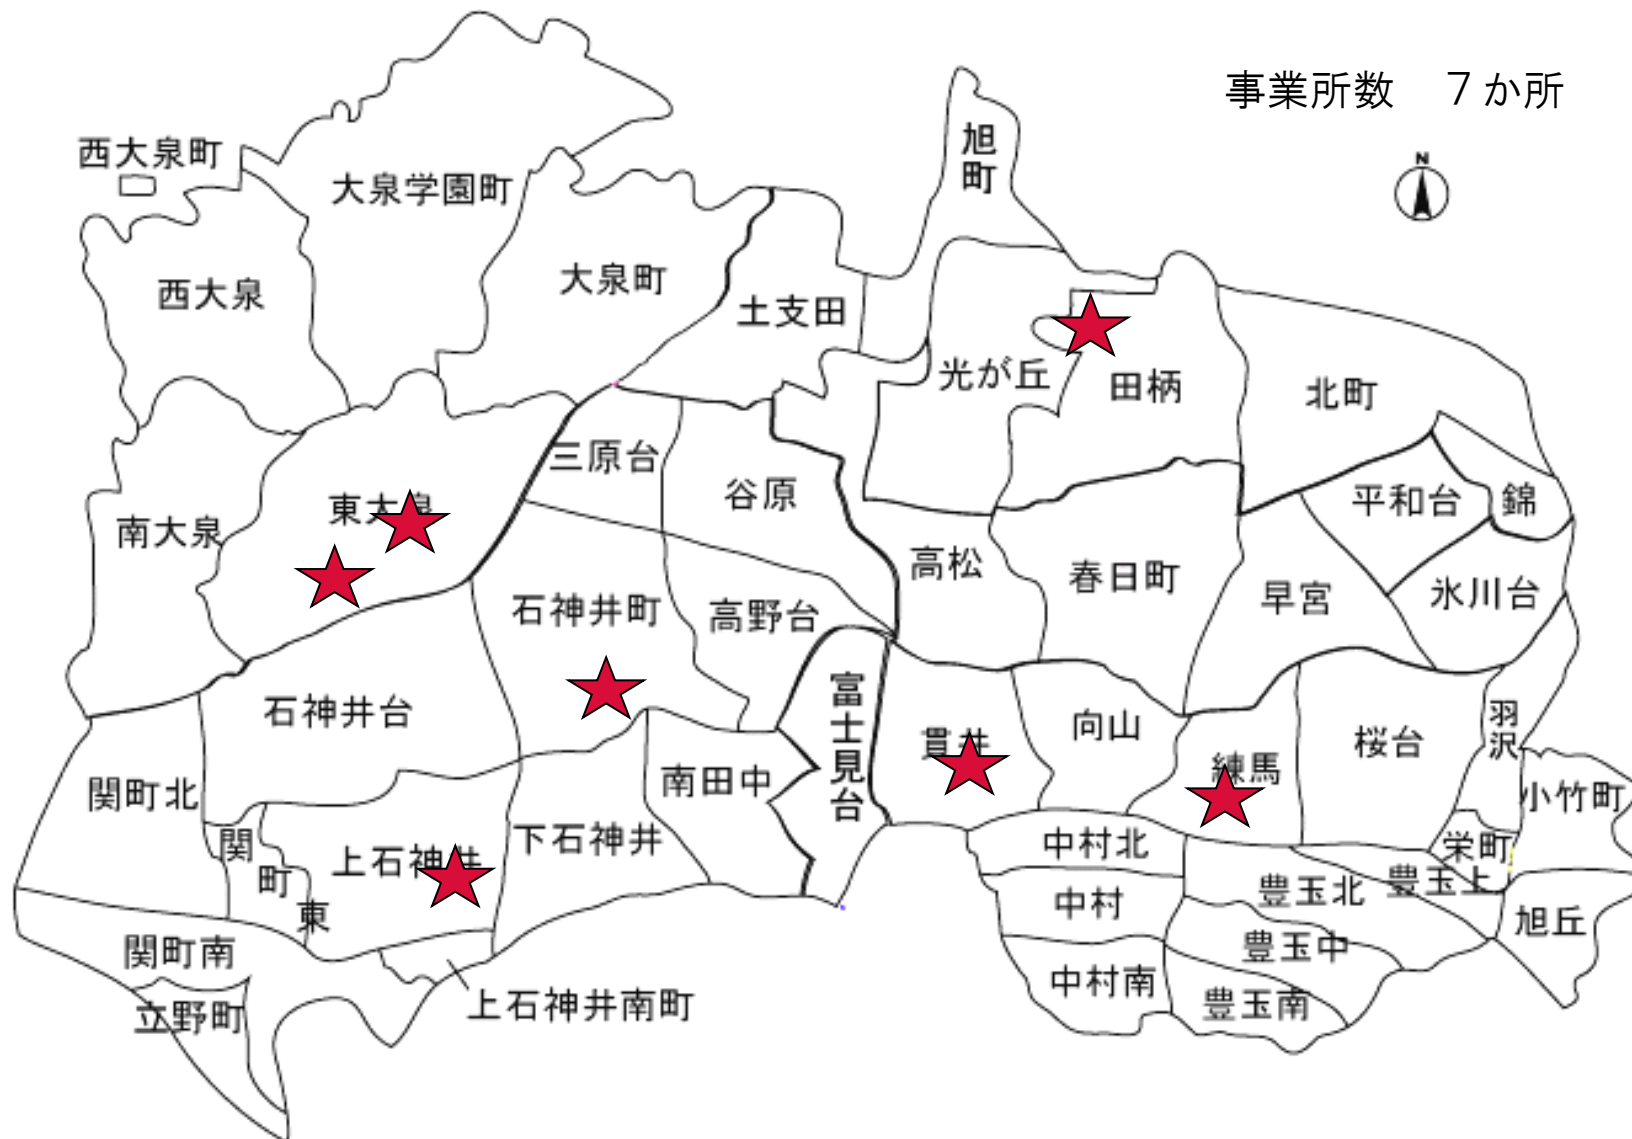 事業所数　７か所
N
旭町
西大泉町
大泉学園町
西大泉
大泉町
土支田
光が丘
田柄
北町
三原台
谷原
平和台
錦
南大泉
東大泉
高松
春日町
早宮
氷川台
石神井町
高野台
石神井台
富士見台
貫井
向山
練馬
桜台
羽沢
関町北
南田中
小竹町
関町東
上石神井
下石神井
中村北
栄町
豊玉上
豊玉北
中村
旭丘
関町南
豊玉中
中村南
豊玉南
立野町
上石神井南町